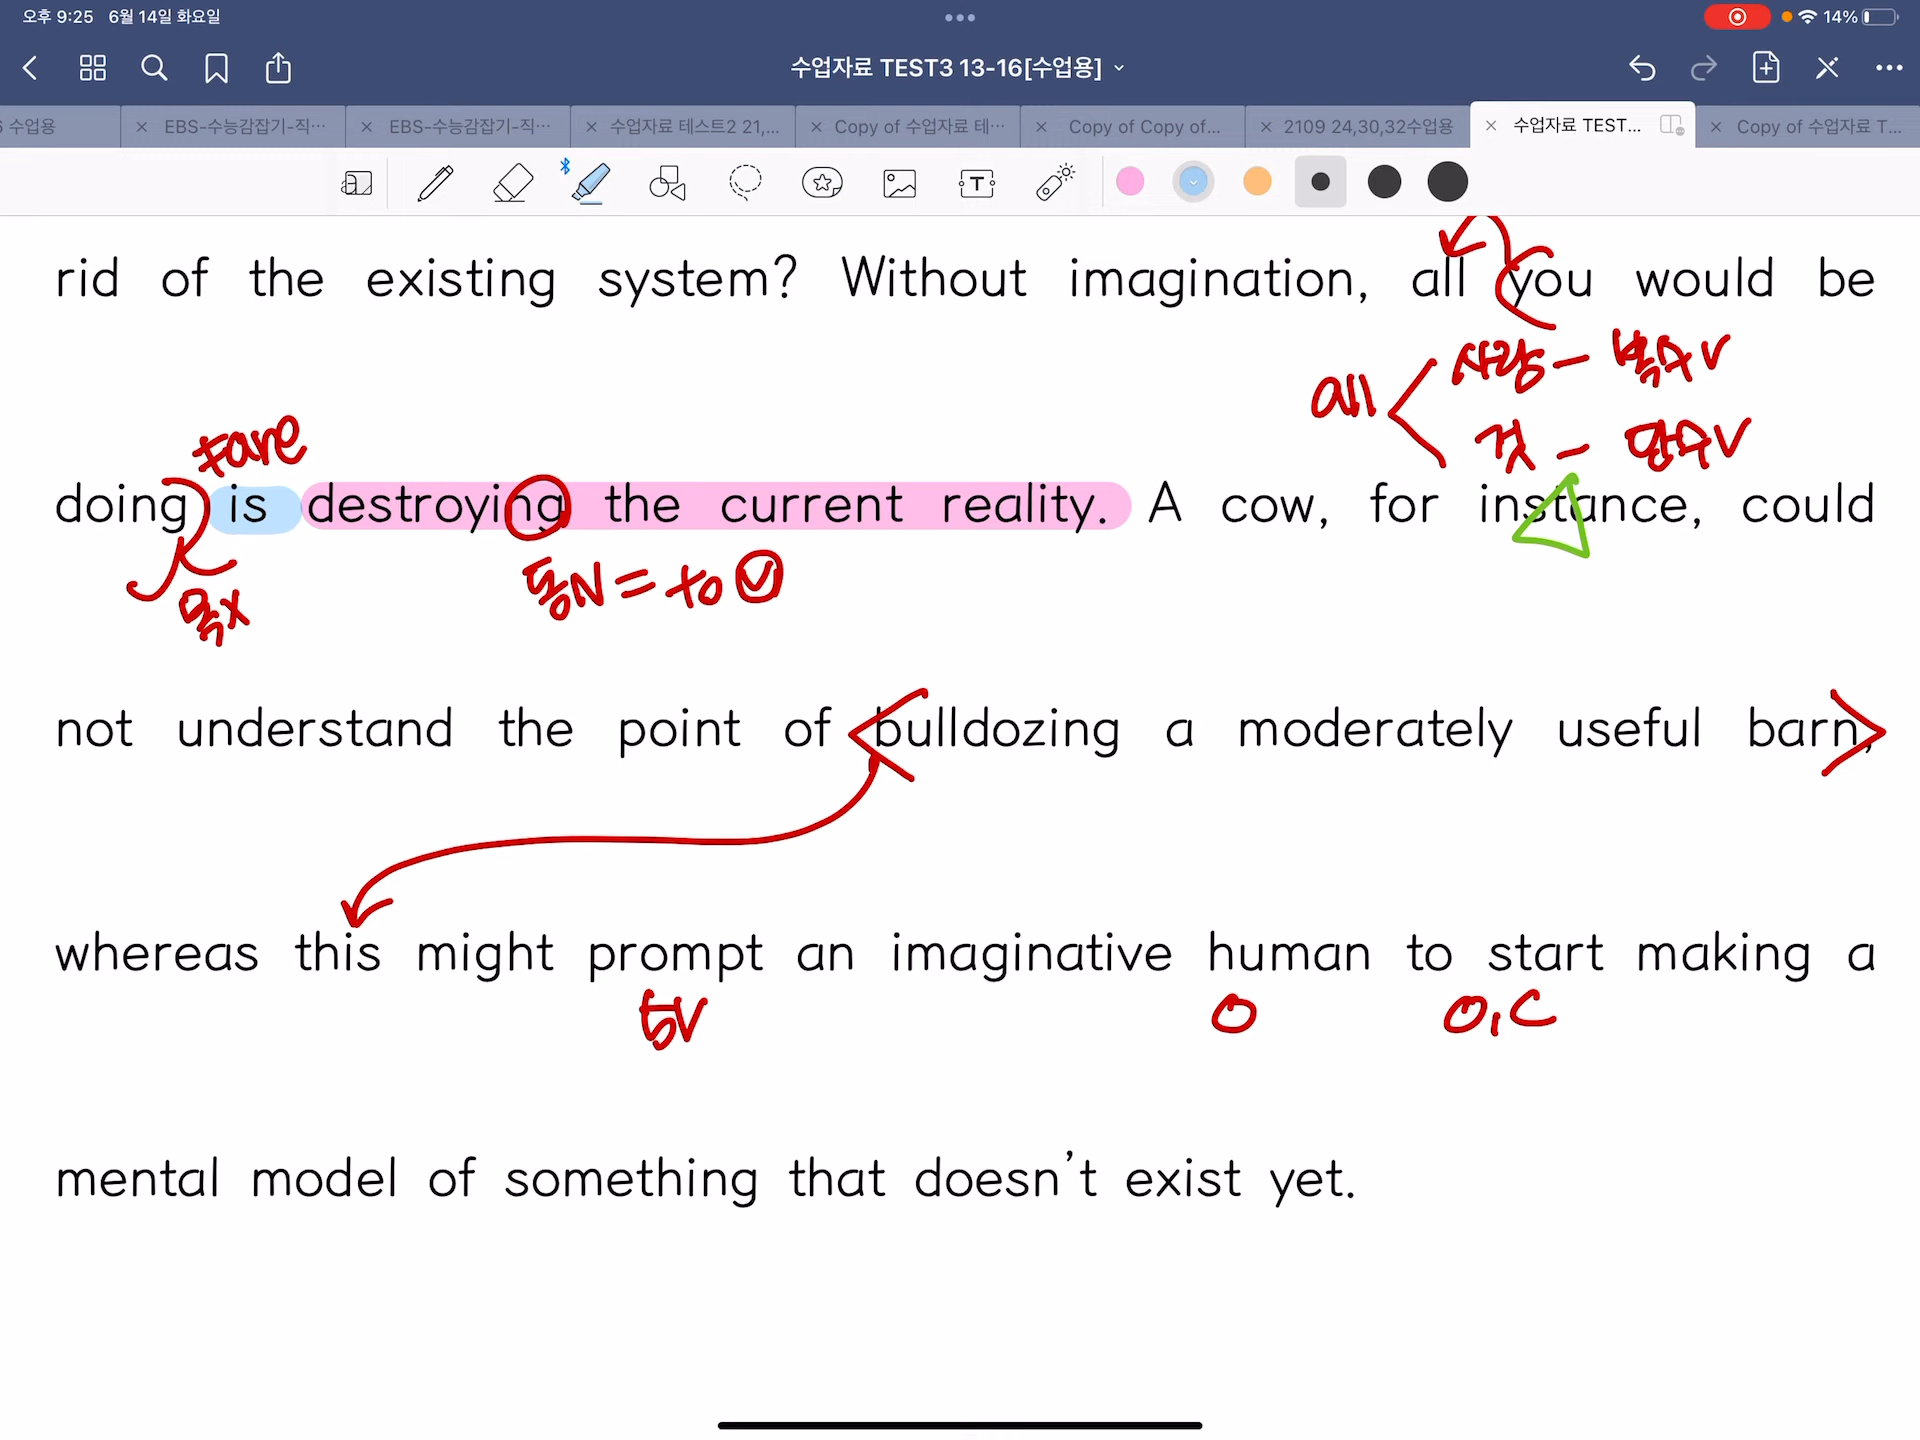 오후 9:25 6월 14일 화요일
14%
수업자료 TEST3 13-16[수업용]
수업용
EBS-수능감잡기-직…
EBS-수능감잡기-직…
수업자료 테스트2 21,...
Copy of 수업자료 테…
Copy of Copy of...
2109 24,30,32수업용
수업자료 TEST...
Copy of 수업자료 T...
rid of the existing system? Without imagination, all you would be
all
사람 - 복수V
것 - 단수V
≠are
doing is destroying the current reality. A cow, for instance, could
목X
동N = to V
not understand the point of bulldozing a moderately useful barn,
whereas this might prompt an imaginative human to start making a
5V O O.C
mental model of something that doesn't exist yet.